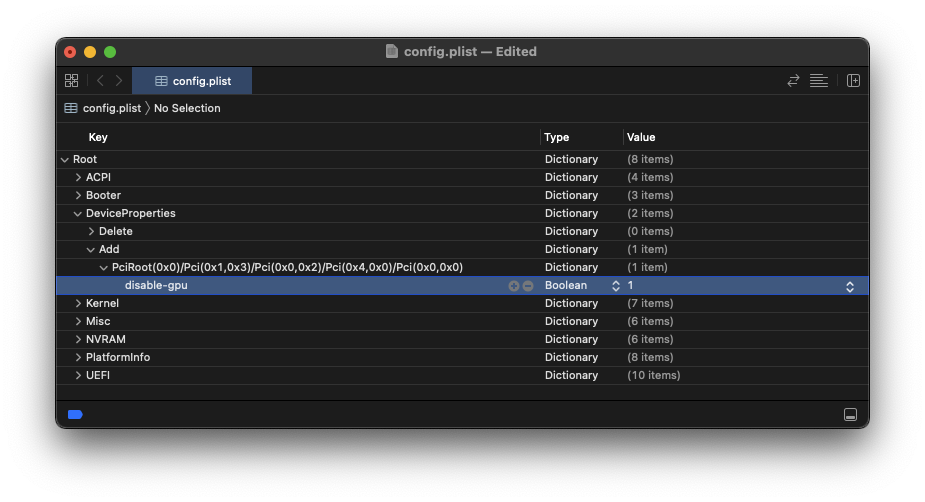 config.plist — Edited
config.plist
config.plist No Selection
Key Type Value
Root Dictionary (8 items)
ACPI Dictionary (4 items)
Booter Dictionary (3 items)
DeviceProperties Dictionary (2 items)
Delete Dictionary (0 items)
Add Dictionary (1 item)
PciRoot(0x0)/Pci(0x1,0x3)/Pci(0x0,0x2)/Pci(0x4,0x0)/Pci(0x0,0x0) Dictionary (1 item)
disable-gpu Boolean 1
Kernel Dictionary (7 items)
Misc Dictionary (6 items)
NVRAM Dictionary (6 items)
PlatformInfo Dictionary (8 items)
UEFI Dictionary (10 items)